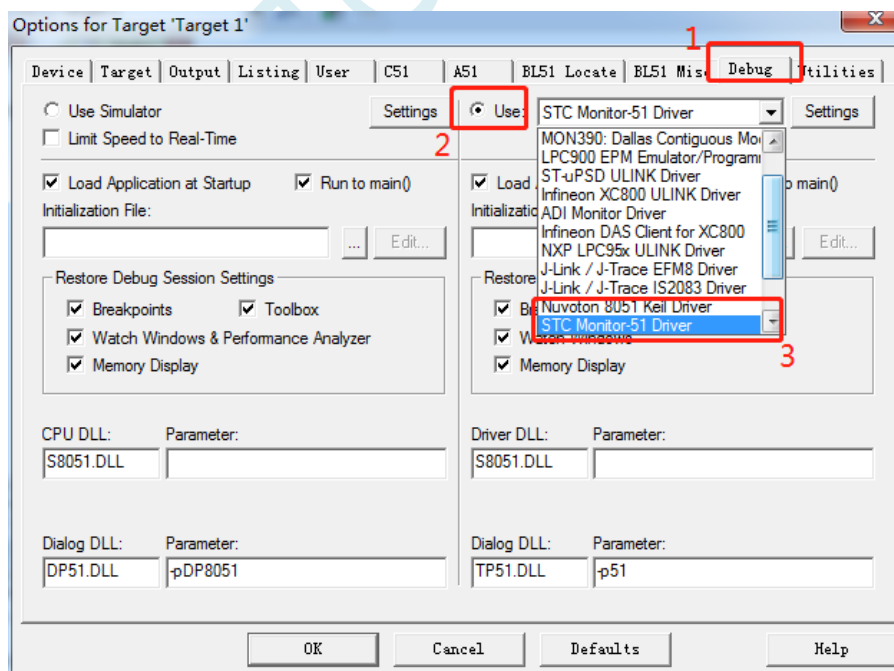 Options for Target 'Target 1'
1
Device Target Output Listing User C51 A51 BL51 Locate BL51 Misc Debug Utilities
Use Simulator
Settings
Use:
STC Monitor-51 Driver
Settings
2
Limit Speed to Real-Time
MON390: Dallas Contiguous
LPC900 EPM
ST-uPSD ULINK Driver
Infineon XC800 ULINK Driver
ADI Monitor Driver
Infineon DAS Client for XC800
NXP LPC95x ULINK Driver
J-Link / J-Trace EFM8 Driver
J-Link / J-Trace IS2083 Driver
Nuvoton 8051 Keil Driver
STC Monitor-51 Driver
3
Load Application at Startup
Run to main()
Load
main()
Initialization File:
... Edit...
Edit...
Restore Debug Session Settings
Restore
Breakpoints
Toolbox
Watch Windows & Performance Analyzer
Watch Windows
Memory Display
Memory Display
CPU DLL: Parameter:
Driver DLL: Parameter:
S8051.DLL
S8051.DLL
Dialog DLL: Parameter:
Dialog DLL: Parameter:
DP51.DLL -pDP8051
TP51.DLL -p51
OK Cancel Defaults Help